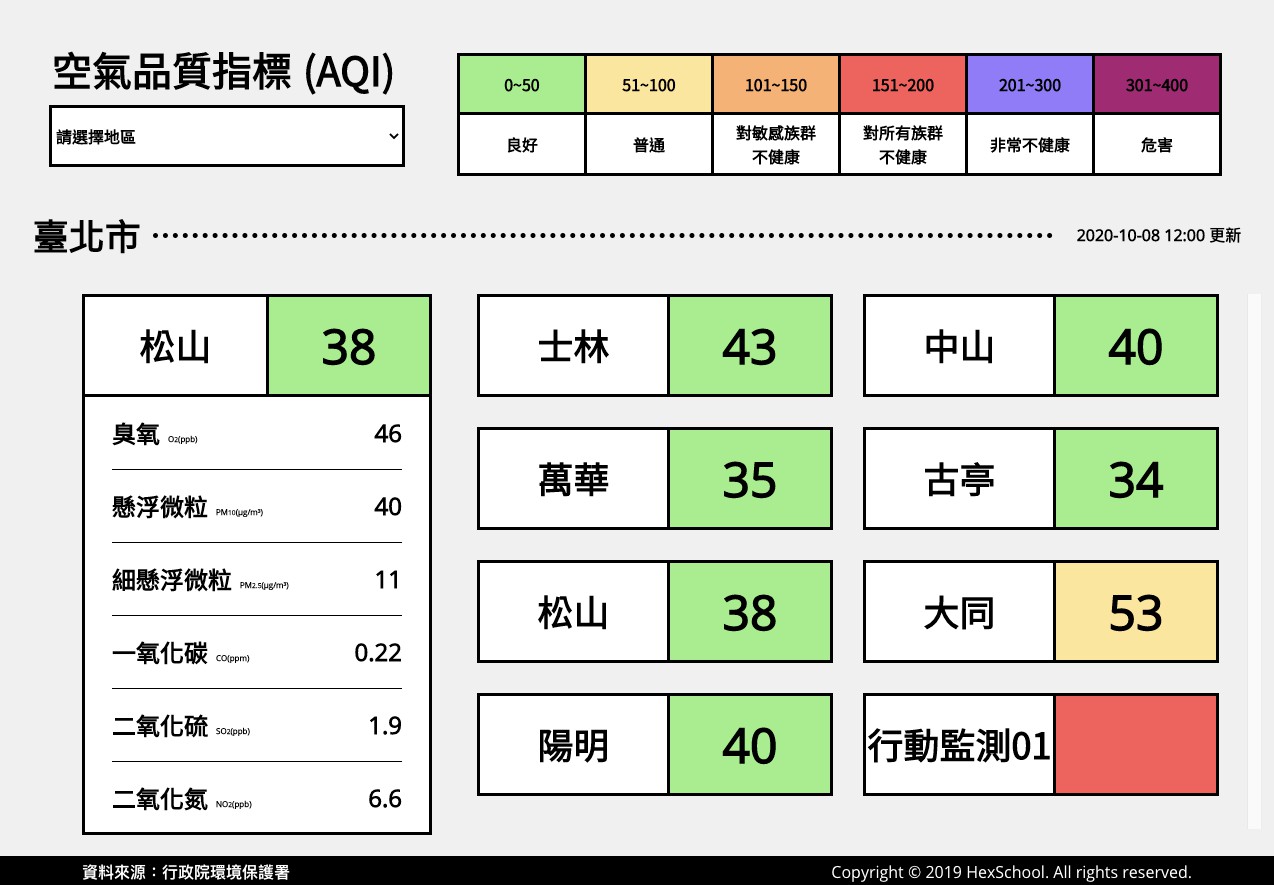 空氣品質指標 (AQI)
請選擇地區
0~50
51~100
101~150
151~200
201~300
301~400
良好
普通
對敏感族群
不健康
對所有族群
不健康
非常不健康
危害
臺北市
2020-10-08 12:00 更新
松山 38
臭氧 O2(ppb) 46
懸浮微粒 PM10(μg/m³) 40
細懸浮微粒 PM2.5(μg/m³) 11
一氧化碳 CO(ppm) 0.22
二氧化硫 SO2(ppb) 1.9
二氧化氮 NO2(ppb) 6.6
士林 43
中山 40
萬華 35
古亭 34
松山 38
大同 53
陽明 40
行動監測01
資料來源：行政院環境保護署
Copyright © 2019 HexSchool. All rights reserved.